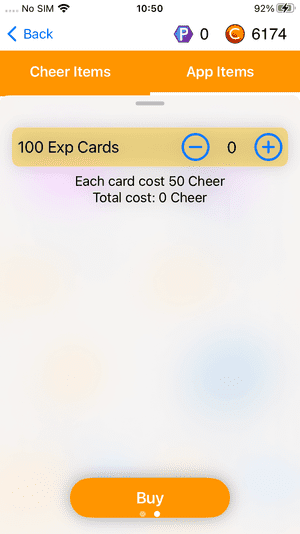 No SIM 10:50 92%
Back P 0 C 6174
Cheer Items App Items
100 Exp Cards 0
Each card cost 50 Cheer
Total cost: 0 Cheer
Buy